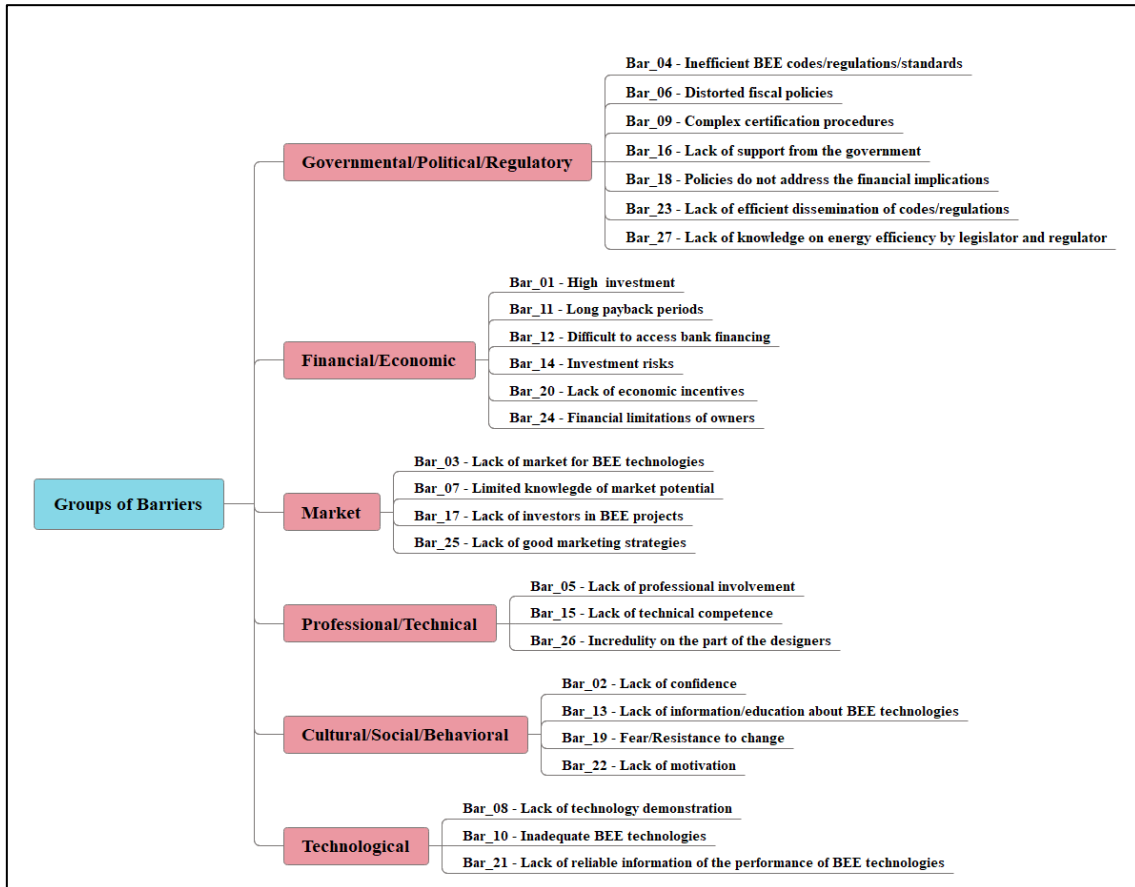 Groups of Barriers
Governmental/Political/Regulatory
Bar_04 - Inefficient BEE codes/regulations/standards
Bar_06 - Distorted fiscal policies
Bar_09 - Complex certification procedures
Bar_16 - Lack of support from the government
Bar_18 - Policies do not address the financial implications
Bar_23 - Lack of efficient dissemination of codes/regulations
Bar_27 - Lack of knowledge on energy efficiency by legislator and regulator
Financial/Economic
Bar_01 - High investment
Bar_11 - Long payback periods
Bar_12 - Difficult to access bank financing
Bar_14 - Investment risks
Bar_20 - Lack of economic incentives
Bar_24 - Financial limitations of owners
Market
Bar_03 - Lack of market for BEE technologies
Bar_07 - Limited knowlegde of market potential
Bar_17 - Lack of investors in BEE projects
Bar_25 - Lack of good marketing strategies
Professional/Technical
Bar_05 - Lack of professional involvement
Bar_15 - Lack of technical competence
Bar_26 - Incredulity on the part of the designers
Cultural/Social/Behavioral
Bar_02 - Lack of confidence
Bar_13 - Lack of information/education about BEE technologies
Bar_19 - Fear/Resistance to change
Bar_22 - Lack of motivation
Technological
Bar_08 - Lack of technology demonstration
Bar_10 - Inadequate BEE technologies
Bar_21 - Lack of reliable information of the performance of BEE technologies